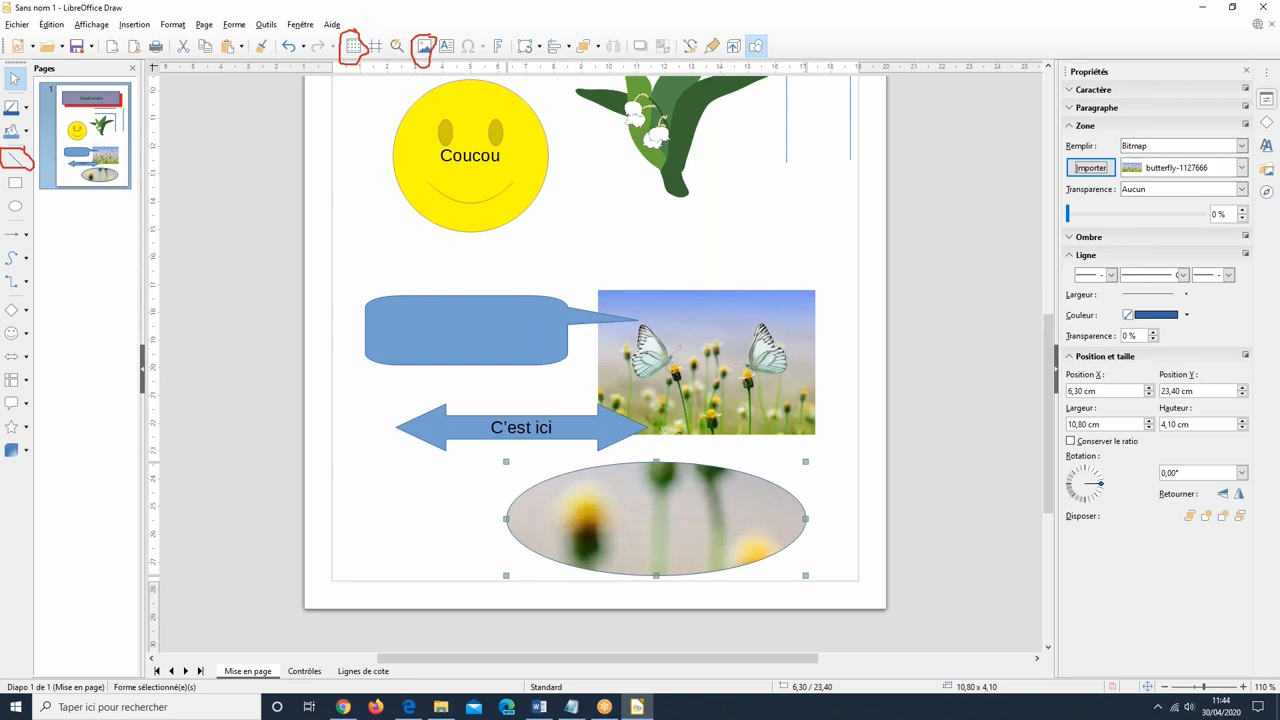 Sans nom 1 - LibreOffice Draw
Fichier Édition Affichage Insertion Format Page Forme Outils Fenêtre Aide
Pages
1
Coucou
C'est ici
Propriétés
Caractère
Paragraphe
Zone
Remplir : Bitmap
Importer butterfly-1127666
Transparence : Aucun
0 %
Ombre
Ligne
Largeur :
Couleur :
Transparence : 0 %
Position et taille
Position X : Position Y :
6,30 cm 23,40 cm
Largeur : Hauteur :
10,80 cm 4,10 cm
Conserver le ratio
Rotation :
0,00°
Retourner :
Disposer :
Mise en page Contrôles Lignes de cote
Diapo 1 de 1 (Mise en page) Forme sélectionné(e)(s) Standard 6,30 / 23,40 10,80 x 4,10 110 %
Taper ici pour rechercher
11:44
30/04/2020